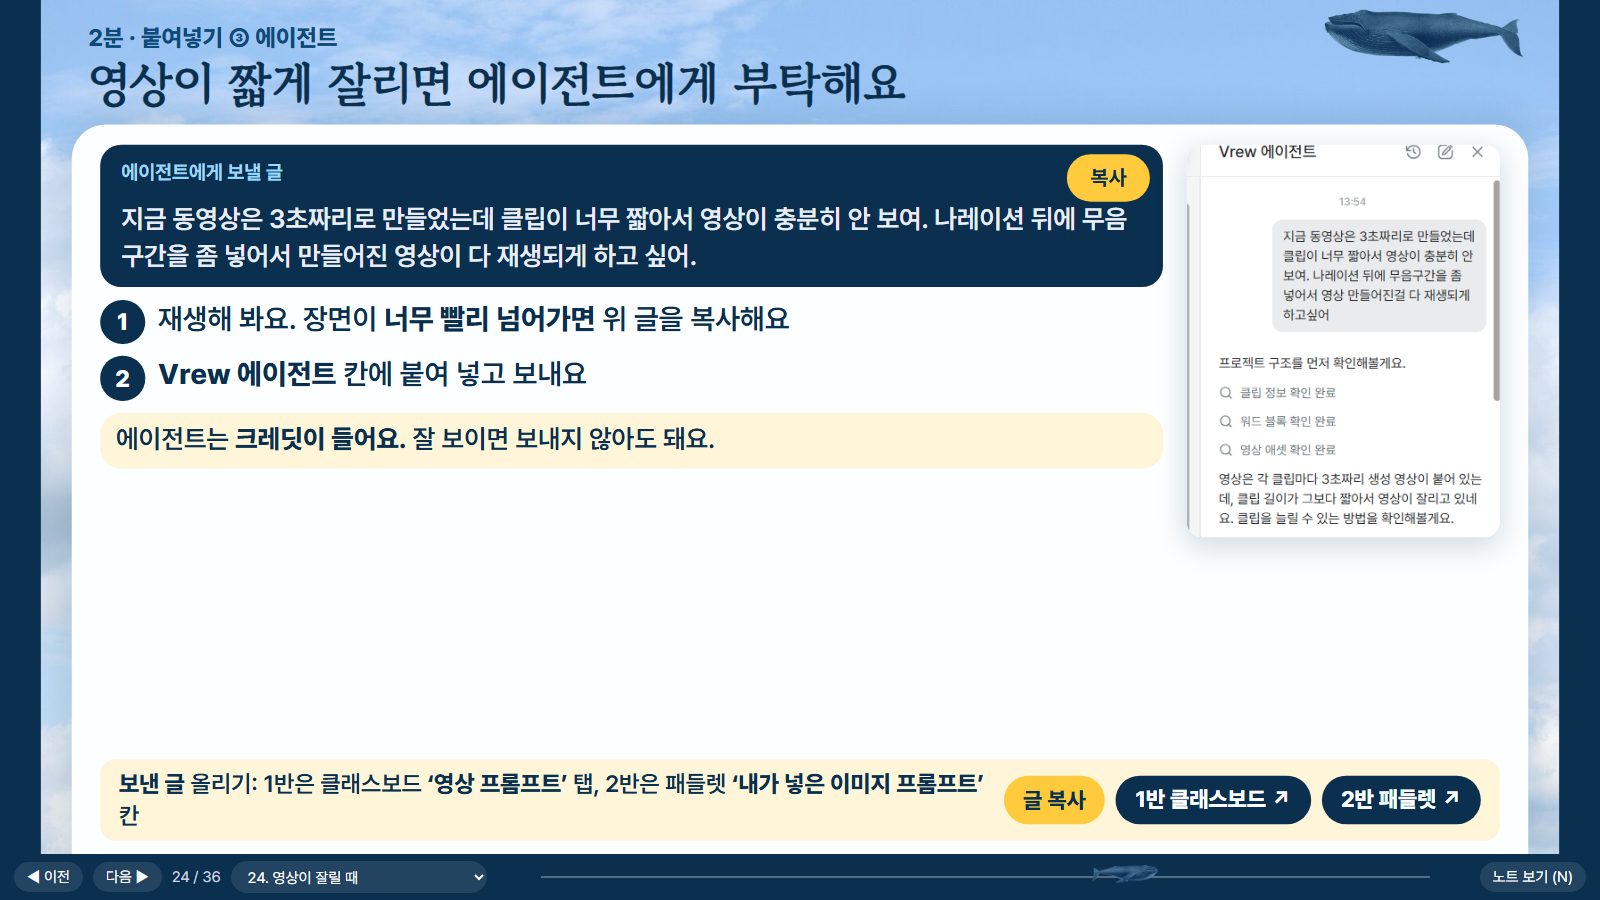 2분 · 붙여넣기 ③ 에이전트
영상이 짧게 잘리면 에이전트에게 부탁해요
에이전트에게 보낼 글
복사
지금 동영상은 3초짜리로 만들었는데 클립이 너무 짧아서 영상이 충분히 안 보여. 나레이션 뒤에 무음
구간을 좀 넣어서 만들어진 영상이 다 재생되게 하고 싶어.
1 재생해 봐요. 장면이 너무 빨리 넘어가면 위 글을 복사해요
2 Vrew 에이전트 칸에 붙여 넣고 보내요
에이전트는 크레딧이 들어요. 잘 보이면 보내지 않아도 돼요.
Vrew 에이전트
13:54
지금 동영상은 3초짜리로 만들었는데
클립이 너무 짧아서 영상이 충분히 안
보여. 나레이션 뒤에 무음구간을 좀
넣어서 영상 만들어진걸 다 재생되게
하고싶어
프로젝트 구조를 먼저 확인해볼게요.
클립 정보 확인 완료
워드 블록 확인 완료
영상 애셋 확인 완료
영상은 각 클립마다 3초짜리 생성 영상이 붙어 있는
데, 클립 길이가 그보다 짧아서 영상이 잘리고 있네
요. 클립을 늘릴 수 있는 방법을 확인해볼게요.
보낸 글 올리기: 1반은 클래스보드 ‘영상 프롬프트’ 탭, 2반은 패들렛 ‘내가 넣은 이미지 프롬프트’
칸
글 복사
1반 클래스보드 ↗
2반 패들렛 ↗
◀ 이전
다음 ▶
24 / 36
24. 영상이 잘릴 때
노트 보기 (N)